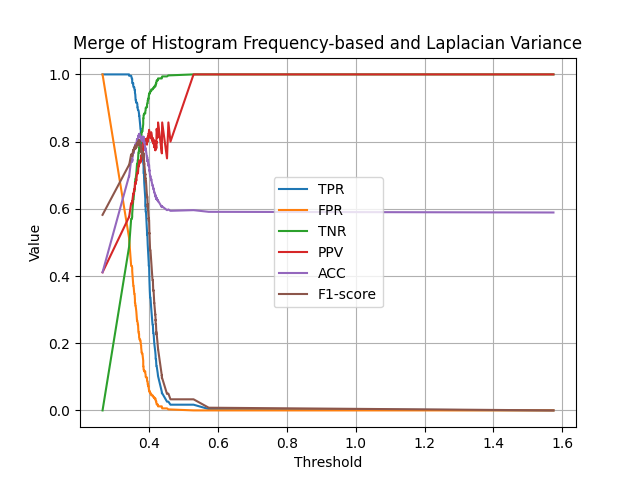 Merge of Histogram Frequency-based and Laplacian Variance
1.0
0.8
0.6
0.4
0.2
0.0
Value
TPR
FPR
TNR
PPV
ACC
F1-score
0.4 0.6 0.8 1.0 1.2 1.4 1.6
Threshold